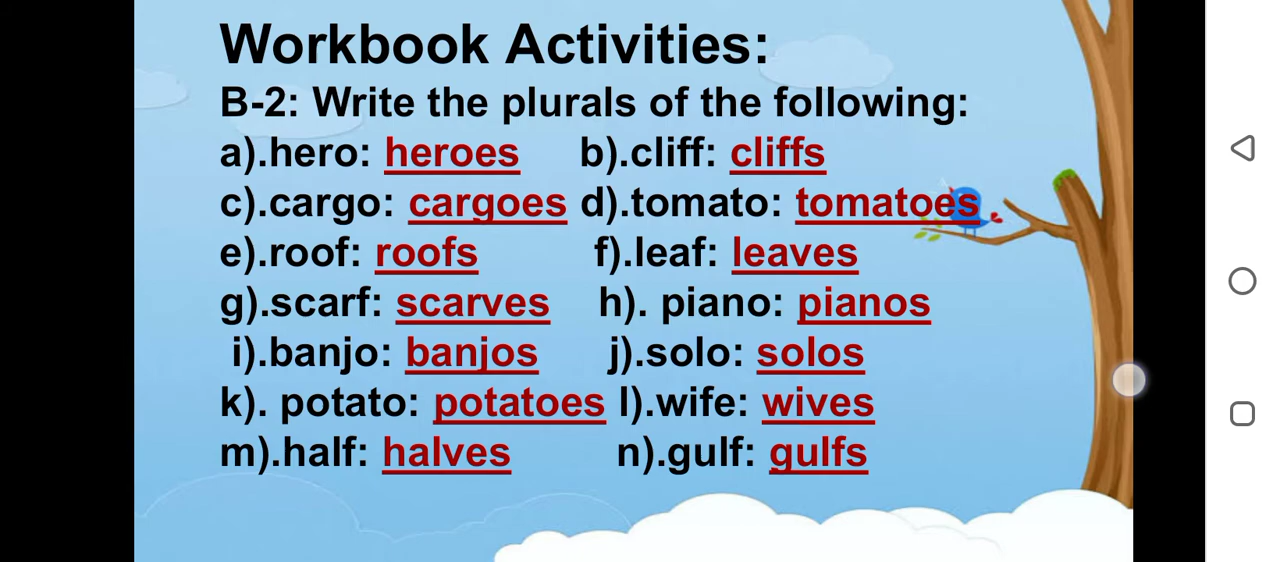 Workbook Activities:
B-2: Write the plurals of the following:
a).hero: heroes b).cliff: cliffs
c).cargo: cargoes d).tomato: tomatoes
e).roof: roofs f).leaf: leaves
g).scarf: scarves h). piano: pianos
i).banjo: banjos j).solo: solos
k). potato: potatoes l).wife: wives
m).half: halves n).gulf: gulfs